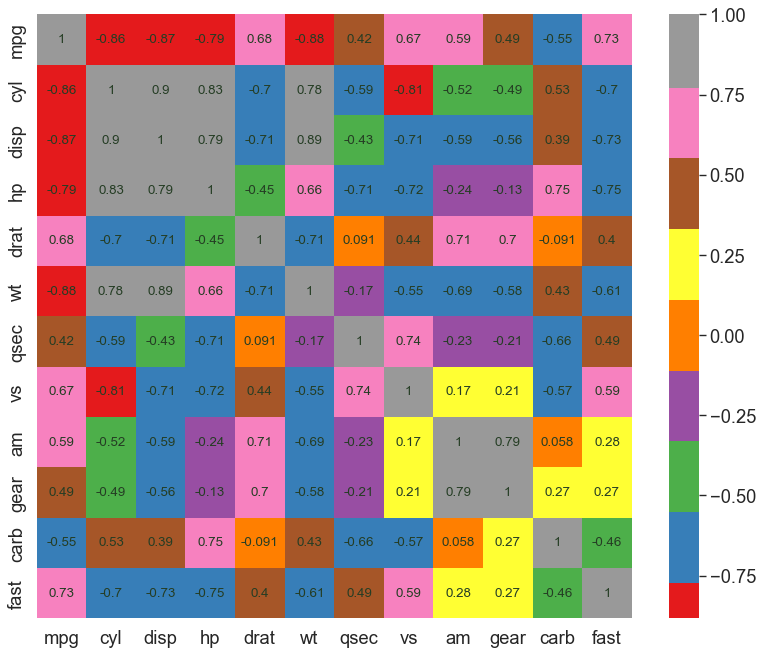 mpg 1 -0.86 -0.87 -0.79 0.68 -0.88 0.42 0.67 0.59 0.49 -0.55 0.73
cyl -0.86 1 0.9 0.83 -0.7 0.78 -0.59 -0.81 -0.52 -0.49 0.53 -0.7
disp -0.87 0.9 1 0.79 -0.71 0.89 -0.43 -0.71 -0.59 -0.56 0.39 -0.73
hp -0.79 0.83 0.79 1 -0.45 0.66 -0.71 -0.72 -0.24 -0.13 0.75 -0.75
drat 0.68 -0.7 -0.71 -0.45 1 -0.71 0.091 0.44 0.71 0.7 -0.091 0.4
wt -0.88 0.78 0.89 0.66 -0.71 1 -0.17 -0.55 -0.69 -0.58 0.43 -0.61
qsec 0.42 -0.59 -0.43 -0.71 0.091 -0.17 1 0.74 -0.23 -0.21 -0.66 0.49
vs 0.67 -0.81 -0.71 -0.72 0.44 -0.55 0.74 1 0.17 0.21 -0.57 0.59
am 0.59 -0.52 -0.59 -0.24 0.71 -0.69 -0.23 0.17 1 0.79 0.058 0.28
gear 0.49 -0.49 -0.56 -0.13 0.7 -0.58 -0.21 0.21 0.79 1 0.27 0.27
carb -0.55 0.53 0.39 0.75 -0.091 0.43 -0.66 -0.57 0.058 0.27 1 -0.46
fast 0.73 -0.7 -0.73 -0.75 0.4 -0.61 0.49 0.59 0.28 0.27 -0.46 1
mpg cyl disp hp drat wt qsec vs am gear carb fast
1.00
0.75
0.50
0.25
0.00
−0.25
−0.50
−0.75